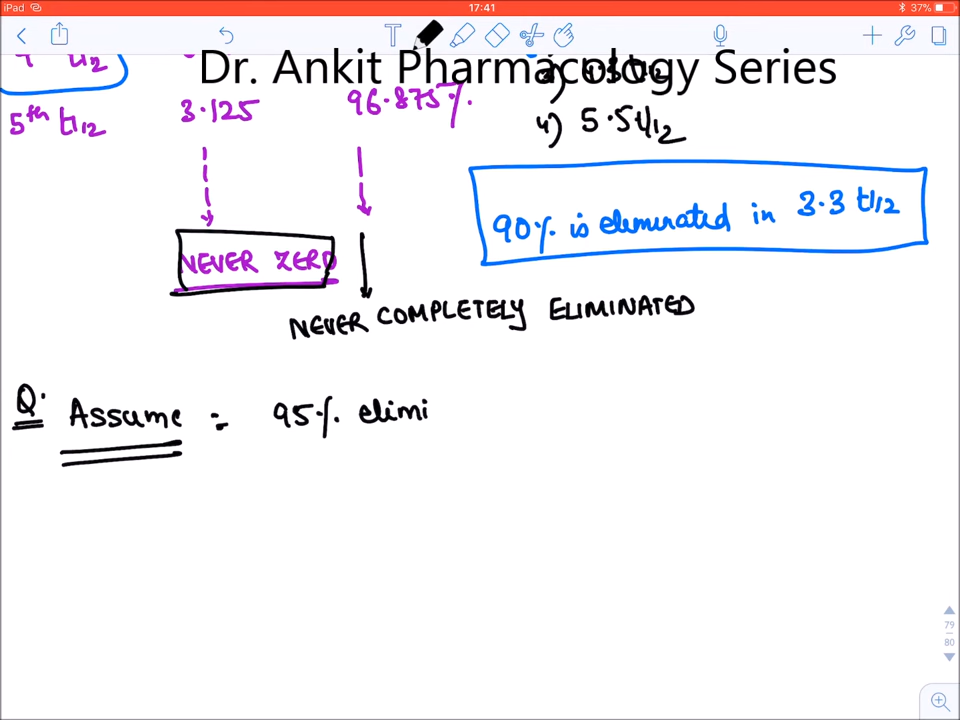 iPad 17:41 37%
Dr. Ankit Pharmacology Series
t1/2
5th t1/2 3.125 96.875%
4) 5.5 t1/2
90% is eliminated in 3.3 t1/2
NEVER ZERO
NEVER COMPLETELY ELIMINATED
Q. Assume = 95% elimi
79
80